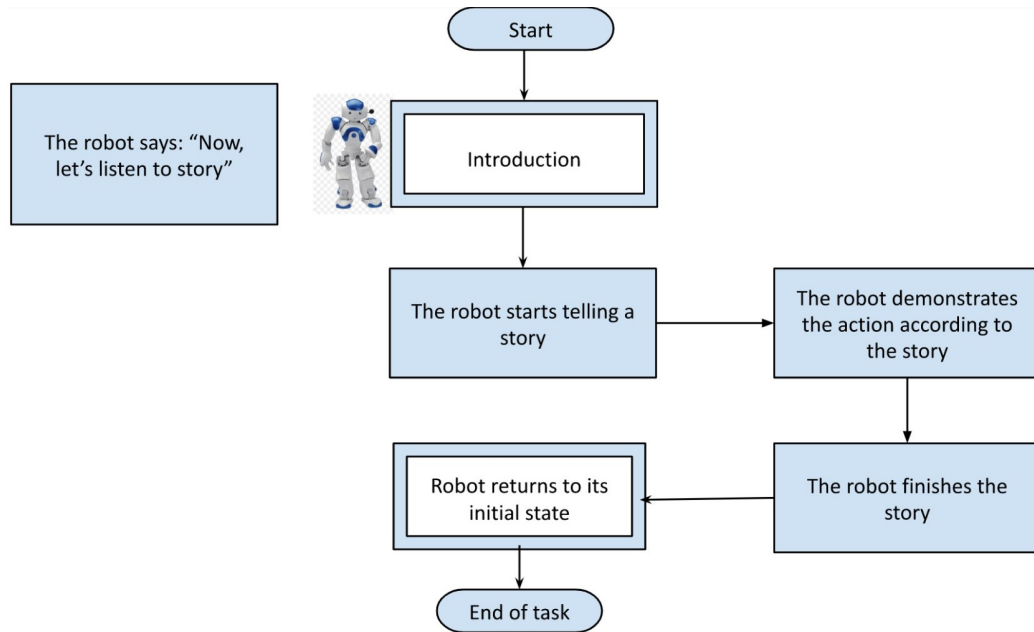 Start
The robot says: “Now,
let’s listen to story”
Introduction
The robot starts telling a
story
The robot demonstrates
the action according to
the story
The robot finishes the
story
Robot returns to its
initial state
End of task